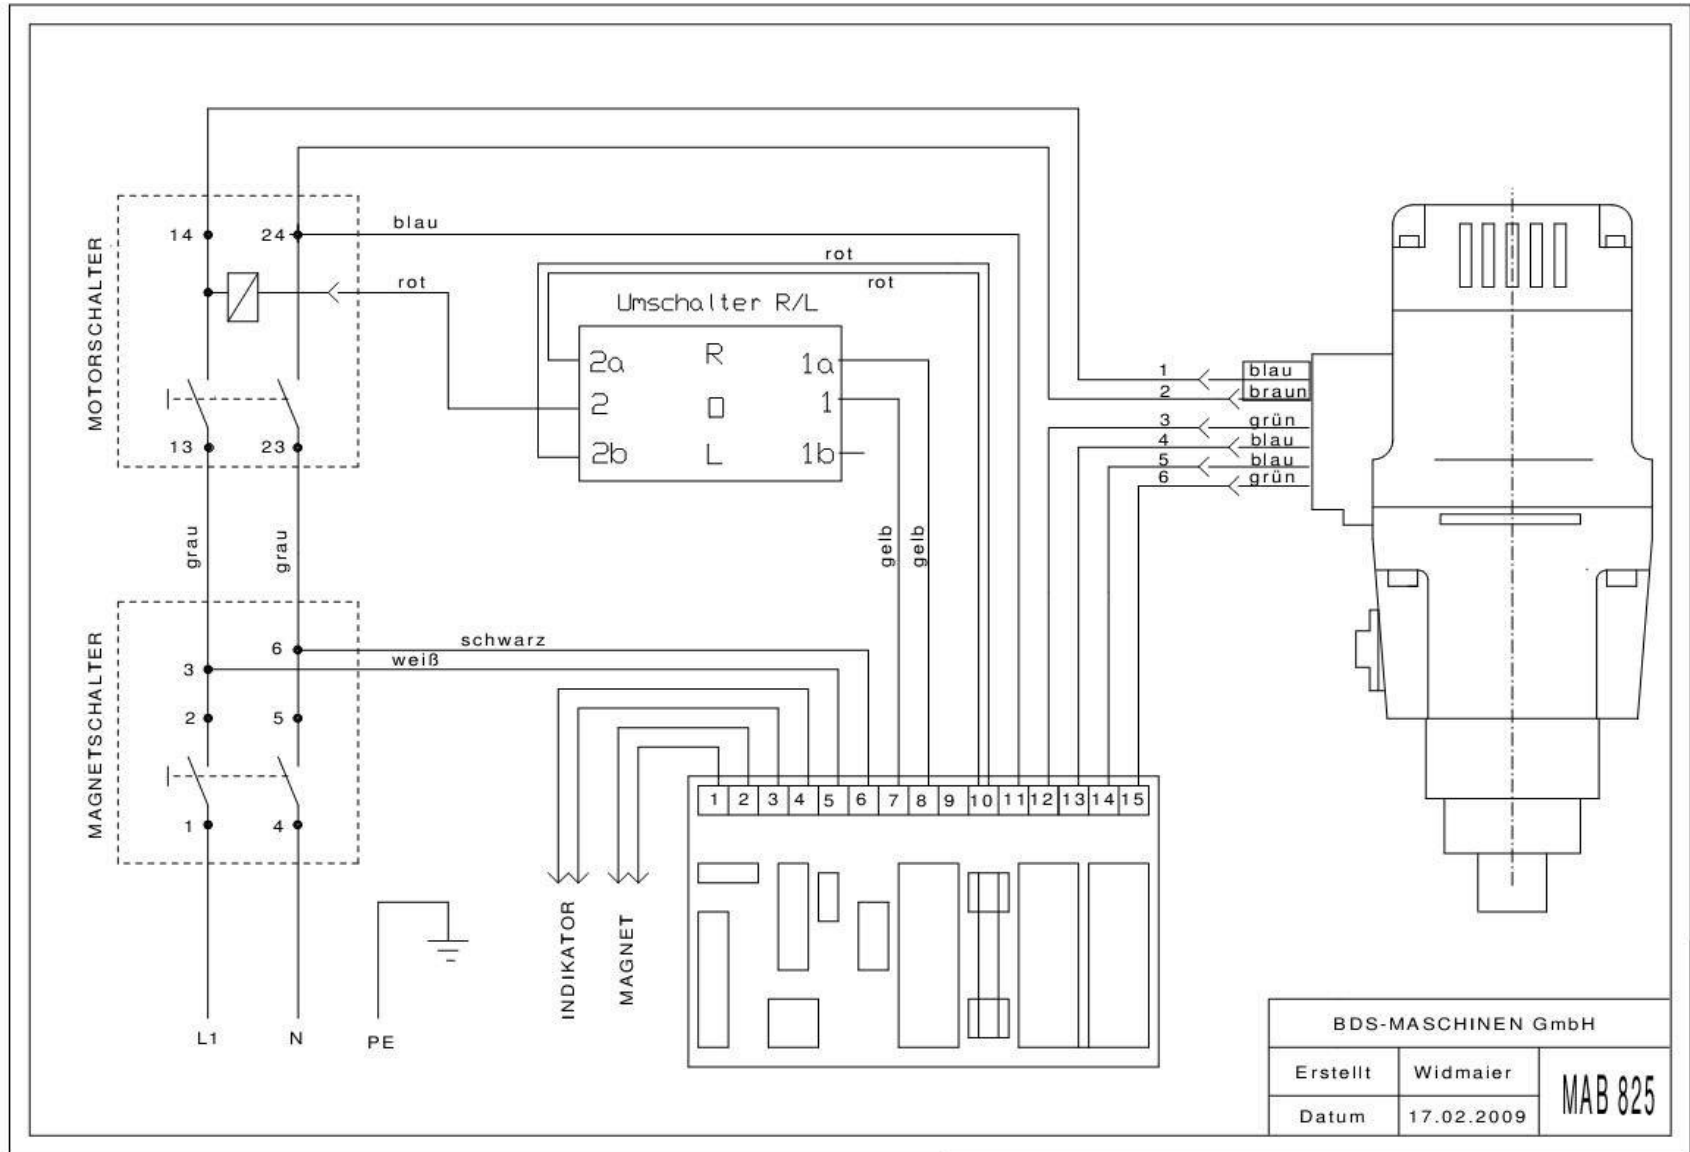 MOTORSCHALTER
14
24
blau
rot
rot
rot
Umschalter R/L
2a
R
1a
2
0
1
2b
L
1b
13
23
1
blau
2
braun
3
grün
4
blau
5
blau
6
grün
grau
grau
gelb
gelb
MAGNETSCHALTER
6
schwarz
3
weiß
2
5
1
4
1 2 3 4 5 6 7 8 9 10 11 12 13 14 15
INDIKATOR
MAGNET
L1
N
PE
BDS-MASCHINEN GmbH
Erstellt
Widmaier
MAB 825
Datum
17.02.2009